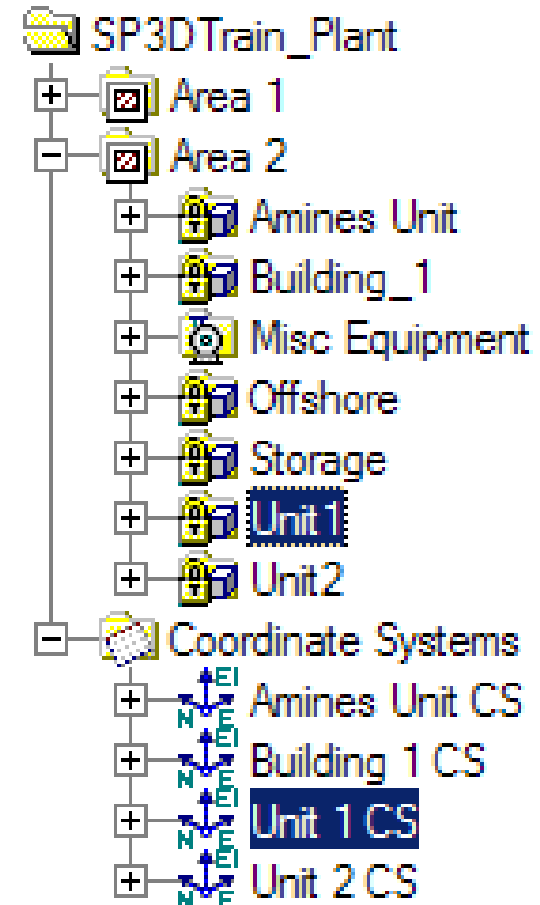 SP3DTrain_Plant
Area 1
Area 2
Amines Unit
Building_1
Misc Equipment
Offshore
Storage
Unit1
Unit2
Coordinate Systems
Amines Unit CS
Building 1 CS
Unit 1 CS
Unit 2 CS